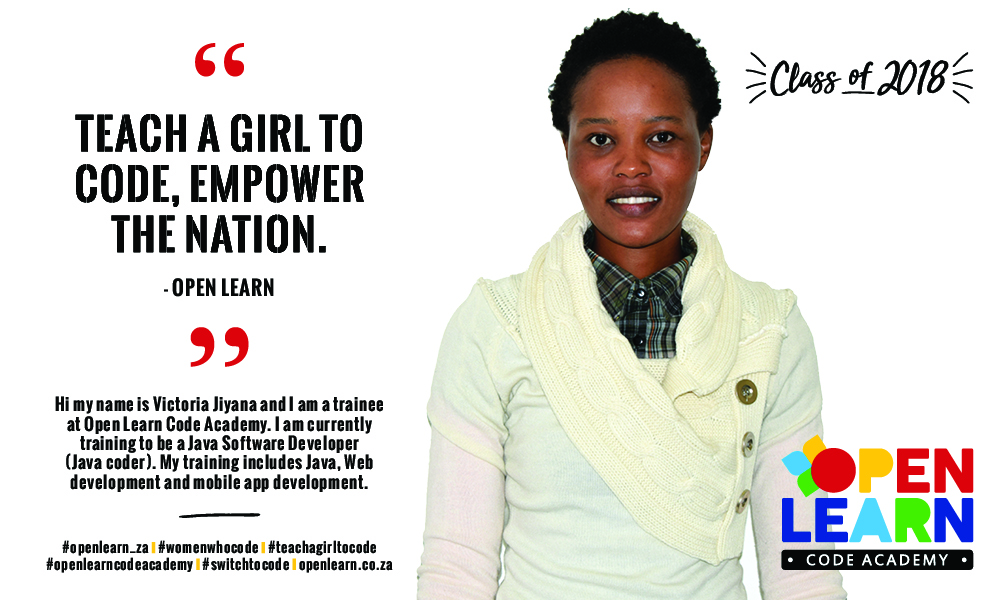 “
TEACH A GIRL TO
CODE, EMPOWER
THE NATION.
- OPEN LEARN
”
Hi my name is Victoria Jiyana and I am a trainee
at Open Learn Code Academy. I am currently
training to be a Java Software Developer
(Java coder). My training includes Java, Web
development and mobile app development.
#openlearn_za | #womenwhocode | #teachagirltocode
#openlearncodeacademy | #switchtocode | openlearn.co.za
Class of 2018
OPEN
LEARN
• CODE ACADEMY •